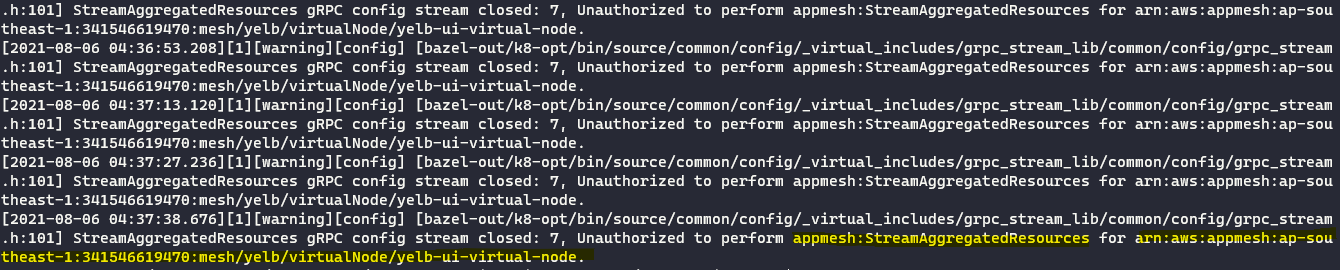 .h:101] StreamAggregatedResources gRPC config stream closed: 7, Unauthorized to perform appmesh:StreamAggregatedResources for arn:aws:appmesh:ap-sou
theast-1:341546619470:mesh/yelb/virtualNode/yelb-ui-virtual-node.
[2021-08-06 04:36:53.208][1][warning][config] [bazel-out/k8-opt/bin/source/common/config/_virtual_includes/grpc_stream_lib/common/config/grpc_stream
.h:101] StreamAggregatedResources gRPC config stream closed: 7, Unauthorized to perform appmesh:StreamAggregatedResources for arn:aws:appmesh:ap-sou
theast-1:341546619470:mesh/yelb/virtualNode/yelb-ui-virtual-node.
[2021-08-06 04:37:13.120][1][warning][config] [bazel-out/k8-opt/bin/source/common/config/_virtual_includes/grpc_stream_lib/common/config/grpc_stream
.h:101] StreamAggregatedResources gRPC config stream closed: 7, Unauthorized to perform appmesh:StreamAggregatedResources for arn:aws:appmesh:ap-sou
theast-1:341546619470:mesh/yelb/virtualNode/yelb-ui-virtual-node.
[2021-08-06 04:37:27.236][1][warning][config] [bazel-out/k8-opt/bin/source/common/config/_virtual_includes/grpc_stream_lib/common/config/grpc_stream
.h:101] StreamAggregatedResources gRPC config stream closed: 7, Unauthorized to perform appmesh:StreamAggregatedResources for arn:aws:appmesh:ap-sou
theast-1:341546619470:mesh/yelb/virtualNode/yelb-ui-virtual-node.
[2021-08-06 04:37:38.676][1][warning][config] [bazel-out/k8-opt/bin/source/common/config/_virtual_includes/grpc_stream_lib/common/config/grpc_stream
.h:101] StreamAggregatedResources gRPC config stream closed: 7, Unauthorized to perform appmesh:StreamAggregatedResources for arn:aws:appmesh:ap-sou
theast-1:341546619470:mesh/yelb/virtualNode/yelb-ui-virtual-node.